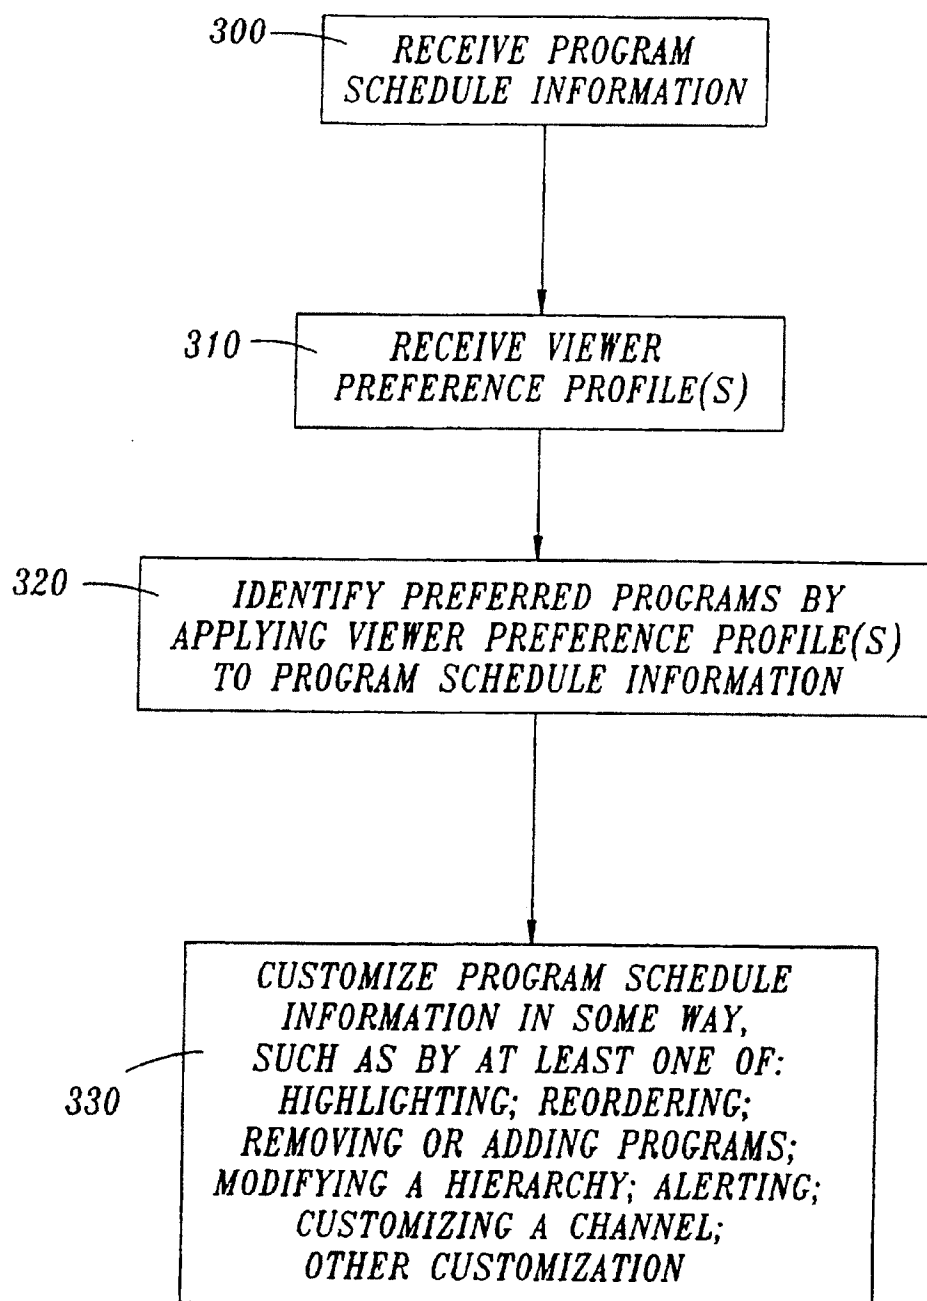 300
RECEIVE PROGRAM
SCHEDULE INFORMATION
310
RECEIVE VIEWER
PREFERENCE PROFILE(S)
320
IDENTIFY PREFERRED PROGRAMS BY
APPLYING VIEWER PREFERENCE PROFILE(S)
TO PROGRAM SCHEDULE INFORMATION
330
CUSTOMIZE PROGRAM SCHEDULE
INFORMATION IN SOME WAY,
SUCH AS BY AT LEAST ONE OF:
HIGHLIGHTING; REORDERING;
REMOVING OR ADDING PROGRAMS;
MODIFYING A HIERARCHY; ALERTING;
CUSTOMIZING A CHANNEL;
OTHER CUSTOMIZATION